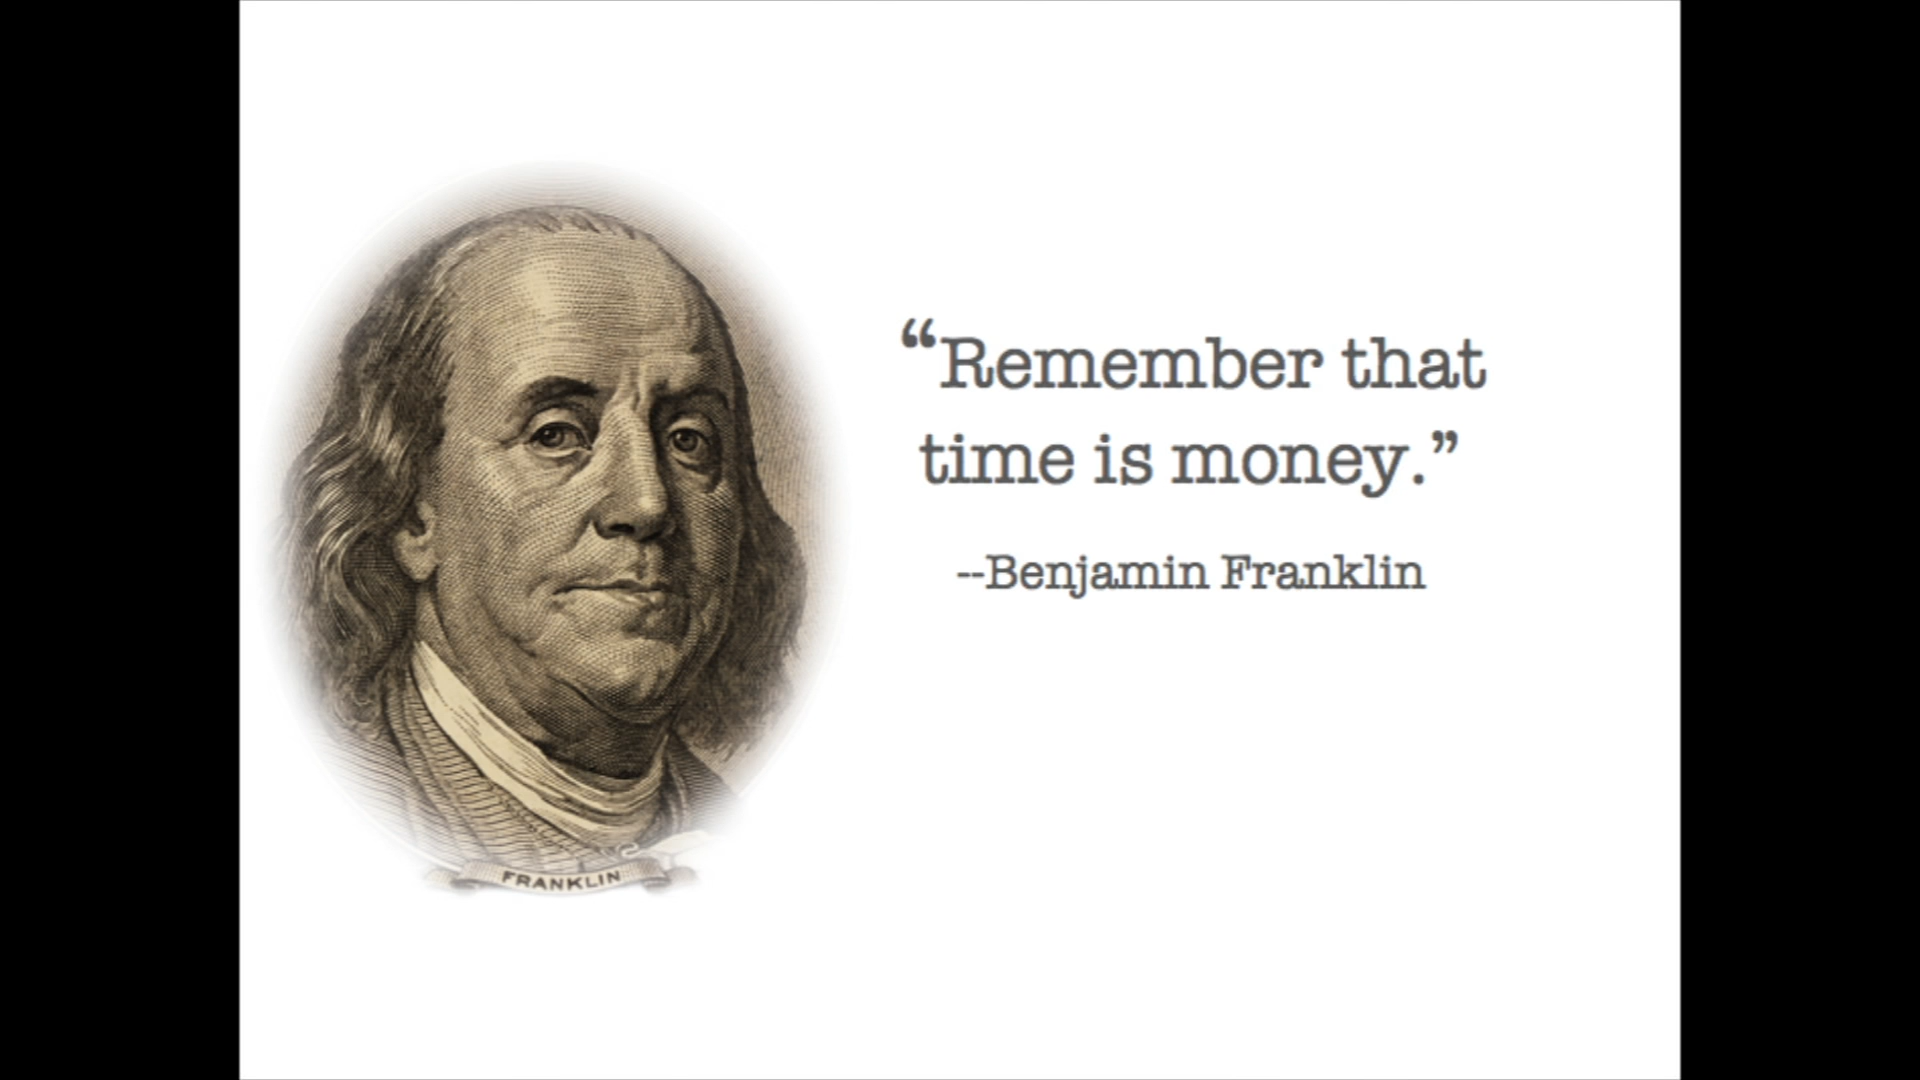 “Remember that
time is money.”
--Benjamin Franklin
FRANKLIN